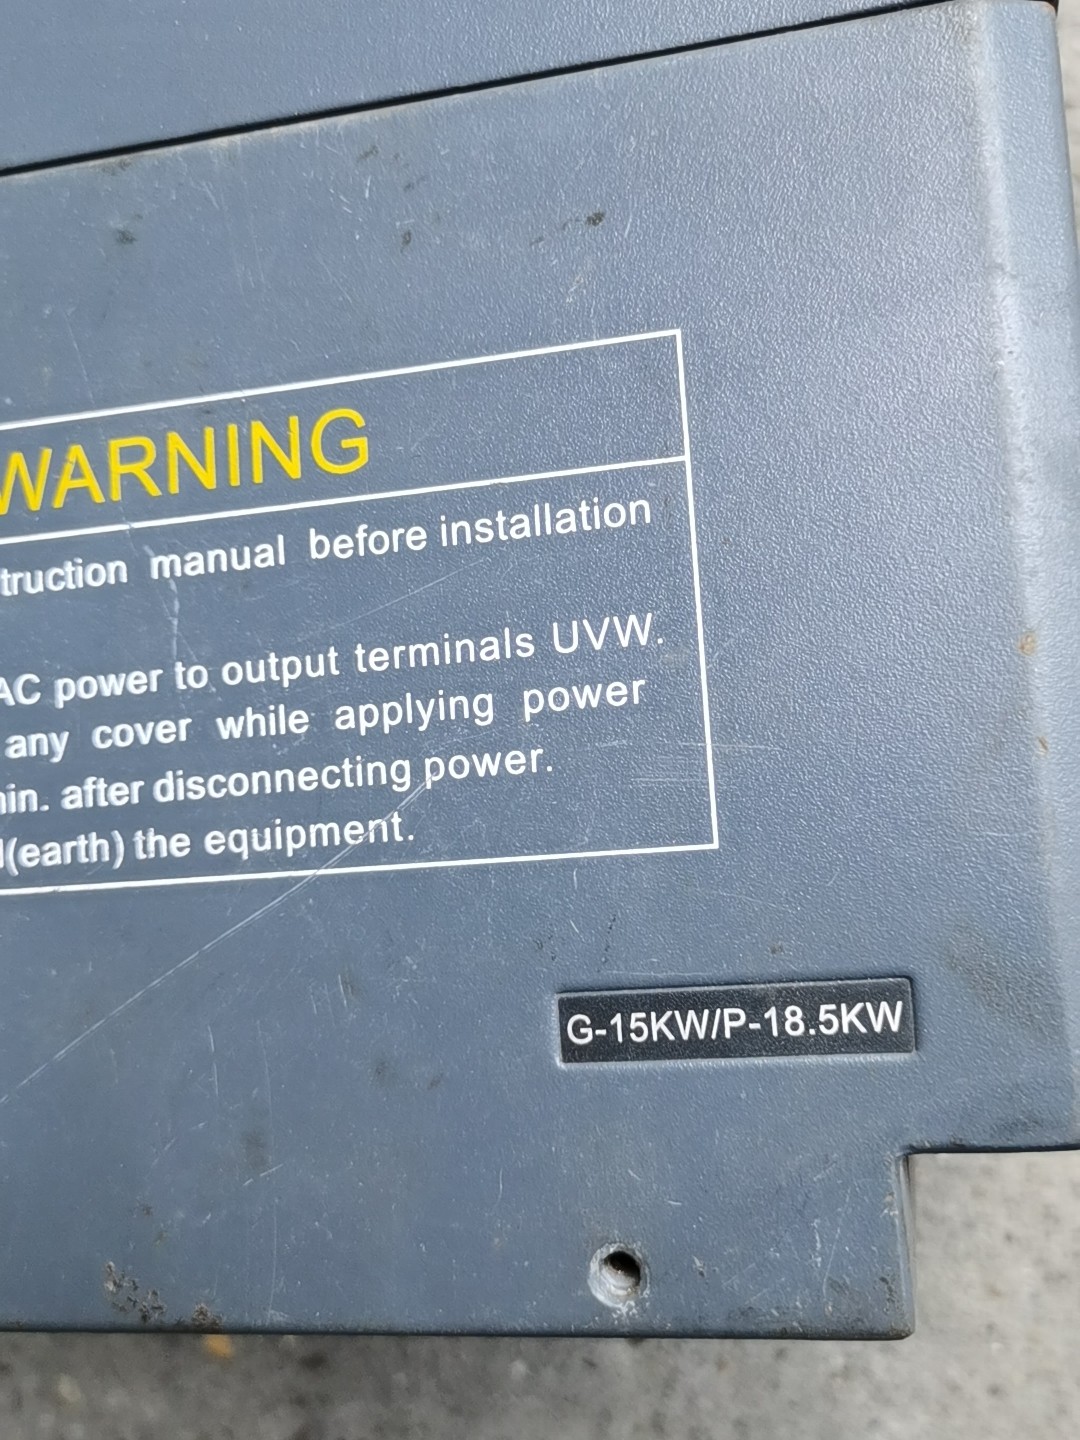 WARNING
truction manual before installation
AC power to output terminals UVW.
any cover while applying power
in. after disconnecting power.
(earth) the equipment.
G-15KW/P-18.5KW